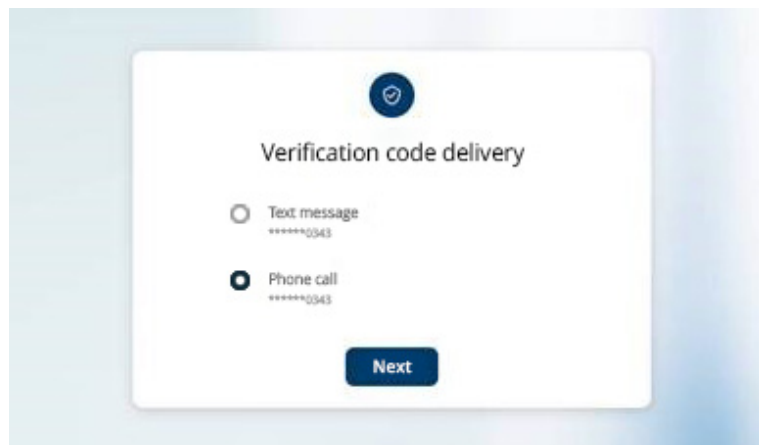 Verification code delivery
Text message
******0343
Phone call
******0343
Next